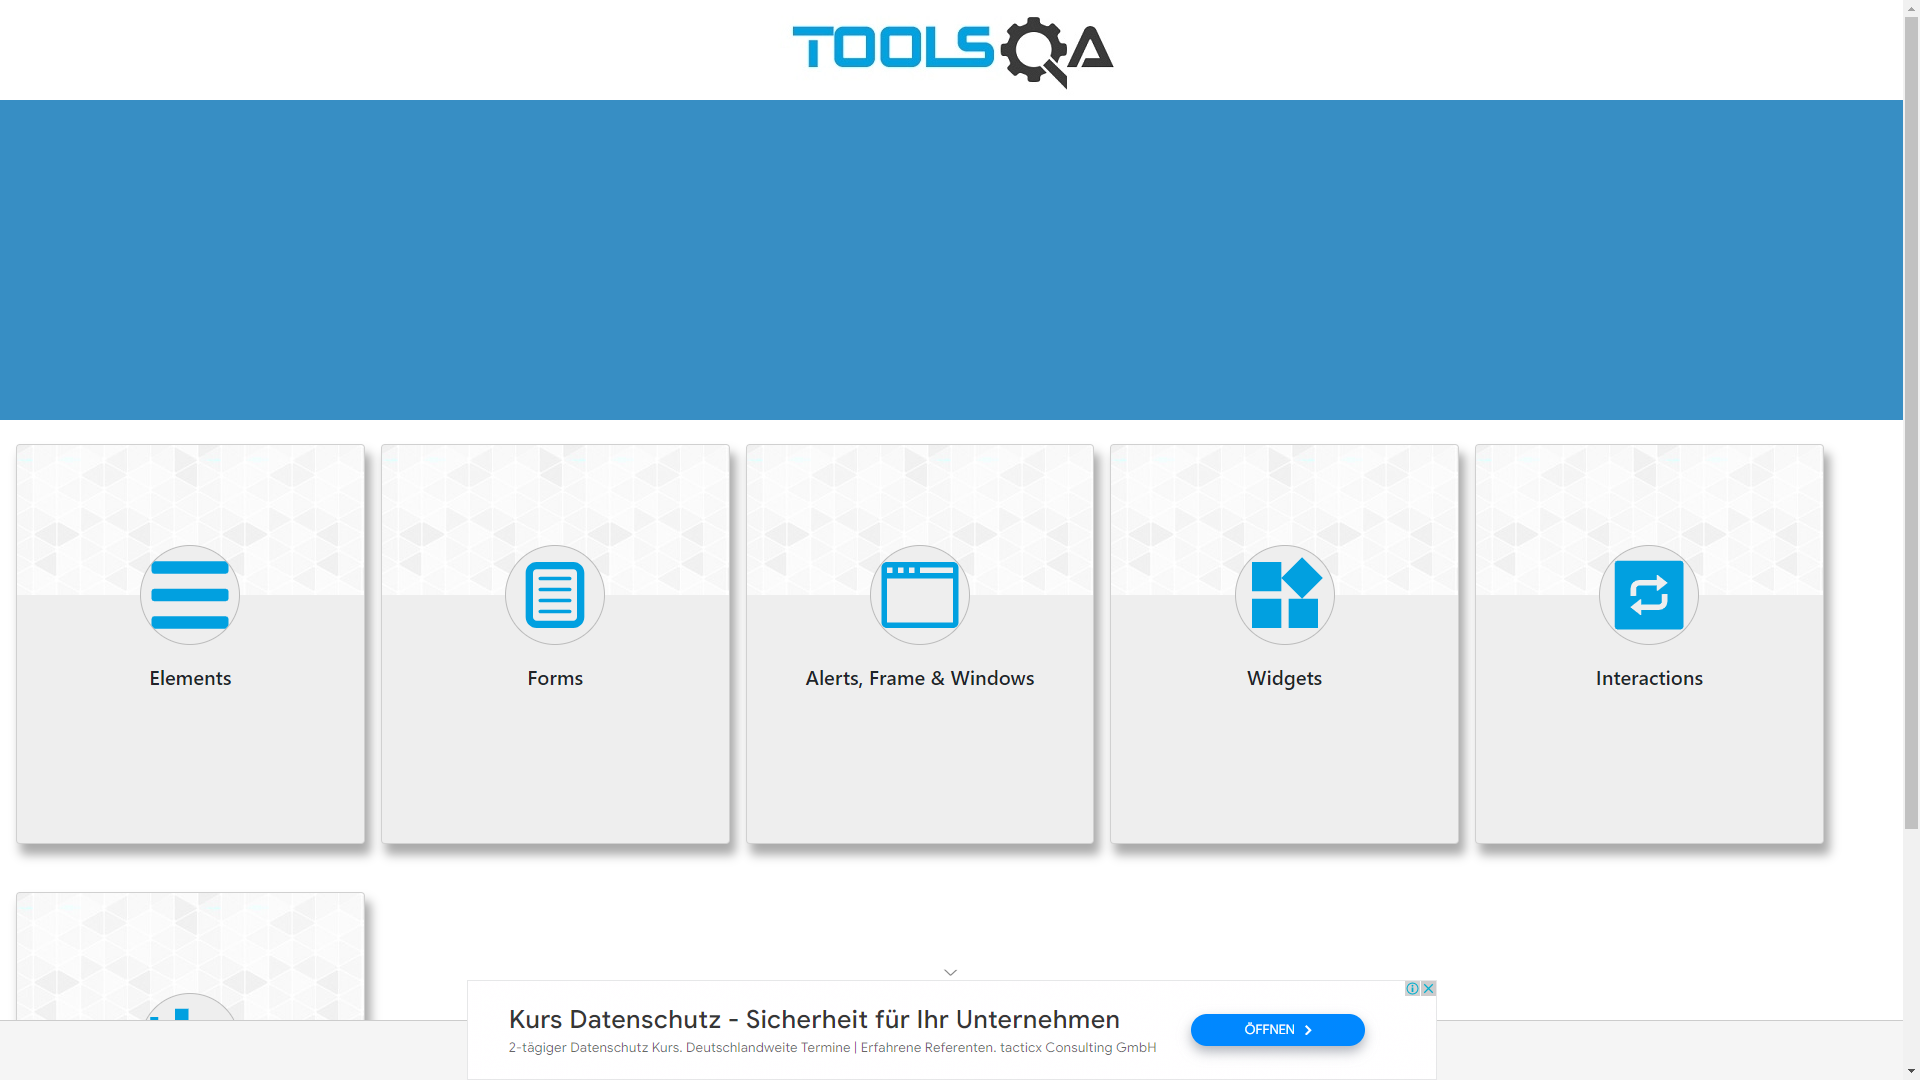 TOOLSQA
Elements
Forms
Alerts, Frame & Windows
Widgets
Interactions
Kurs Datenschutz - Sicherheit für Ihr Unternehmen
2-tägiger Datenschutz Kurs. Deutschlandweite Termine | Erfahrene Referenten. tacticx Consulting GmbH
ÖFFNEN